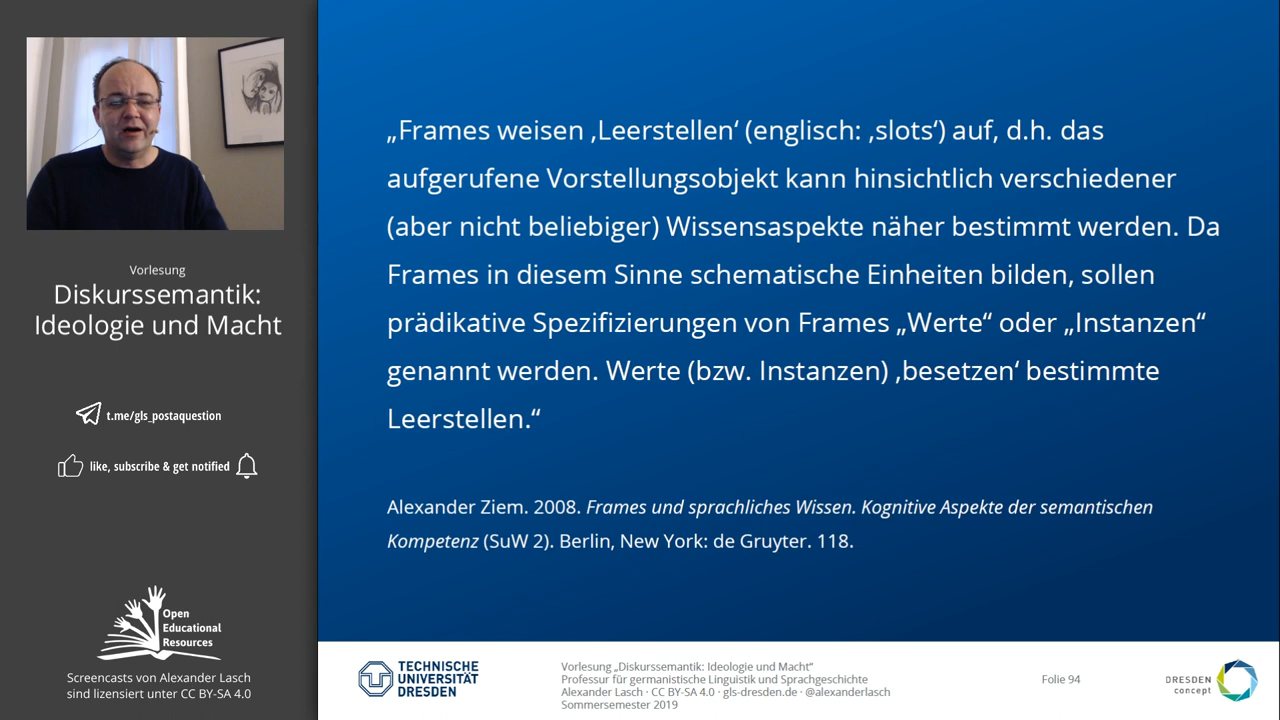 Vorlesung
Diskurssemantik:
Ideologie und Macht
t.me/gls_postaquestion
like, subscribe & get notified
Open
Educational
Resources
Screencasts von Alexander Lasch
sind lizensiert unter CC BY-SA 4.0
„Frames weisen ‚Leerstellen‘ (englisch: ‚slots‘) auf, d.h. das
aufgerufene Vorstellungsobjekt kann hinsichtlich verschiedener
(aber nicht beliebiger) Wissensaspekte näher bestimmt werden. Da
Frames in diesem Sinne schematische Einheiten bilden, sollen
prädikative Spezifizierungen von Frames „Werte“ oder „Instanzen“
genannt werden. Werte (bzw. Instanzen) ‚besetzen‘ bestimmte
Leerstellen.“
Alexander Ziem. 2008. Frames und sprachliches Wissen. Kognitive Aspekte der semantischen
Kompetenz (SuW 2). Berlin, New York: de Gruyter. 118.
TECHNISCHE
UNIVERSITÄT
DRESDEN
Vorlesung „Diskurssemantik: Ideologie und Macht“
Professur für germanistische Linguistik und Sprachgeschichte
Alexander Lasch · CC BY-SA 4.0 · gls-dresden.de · @alexanderlasch
Sommersemester 2019
Folie 94
DRESDEN
concept